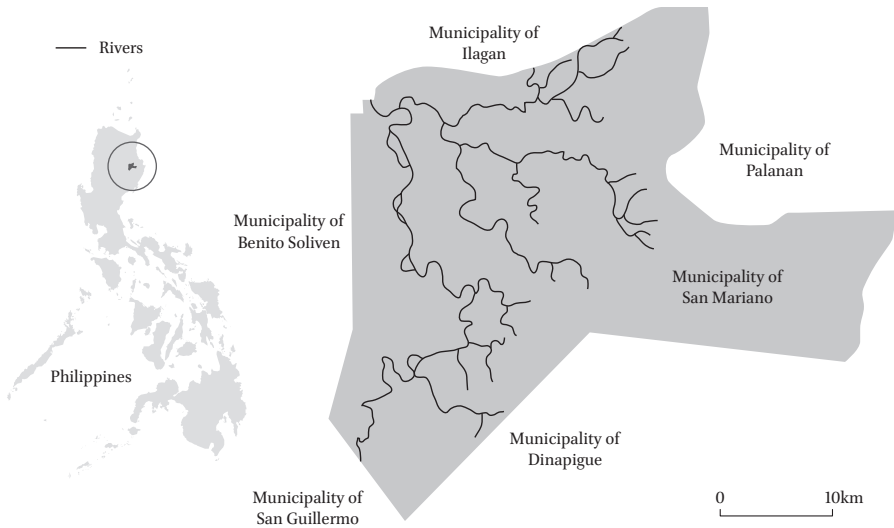 Rivers
Municipality of
Ilagan
Municipality of
Palanan
Municipality of
Benito Soliven
Municipality of
San Mariano
Philippines
Municipality of
Dinapigue
Municipality of
San Guillermo
0 10km